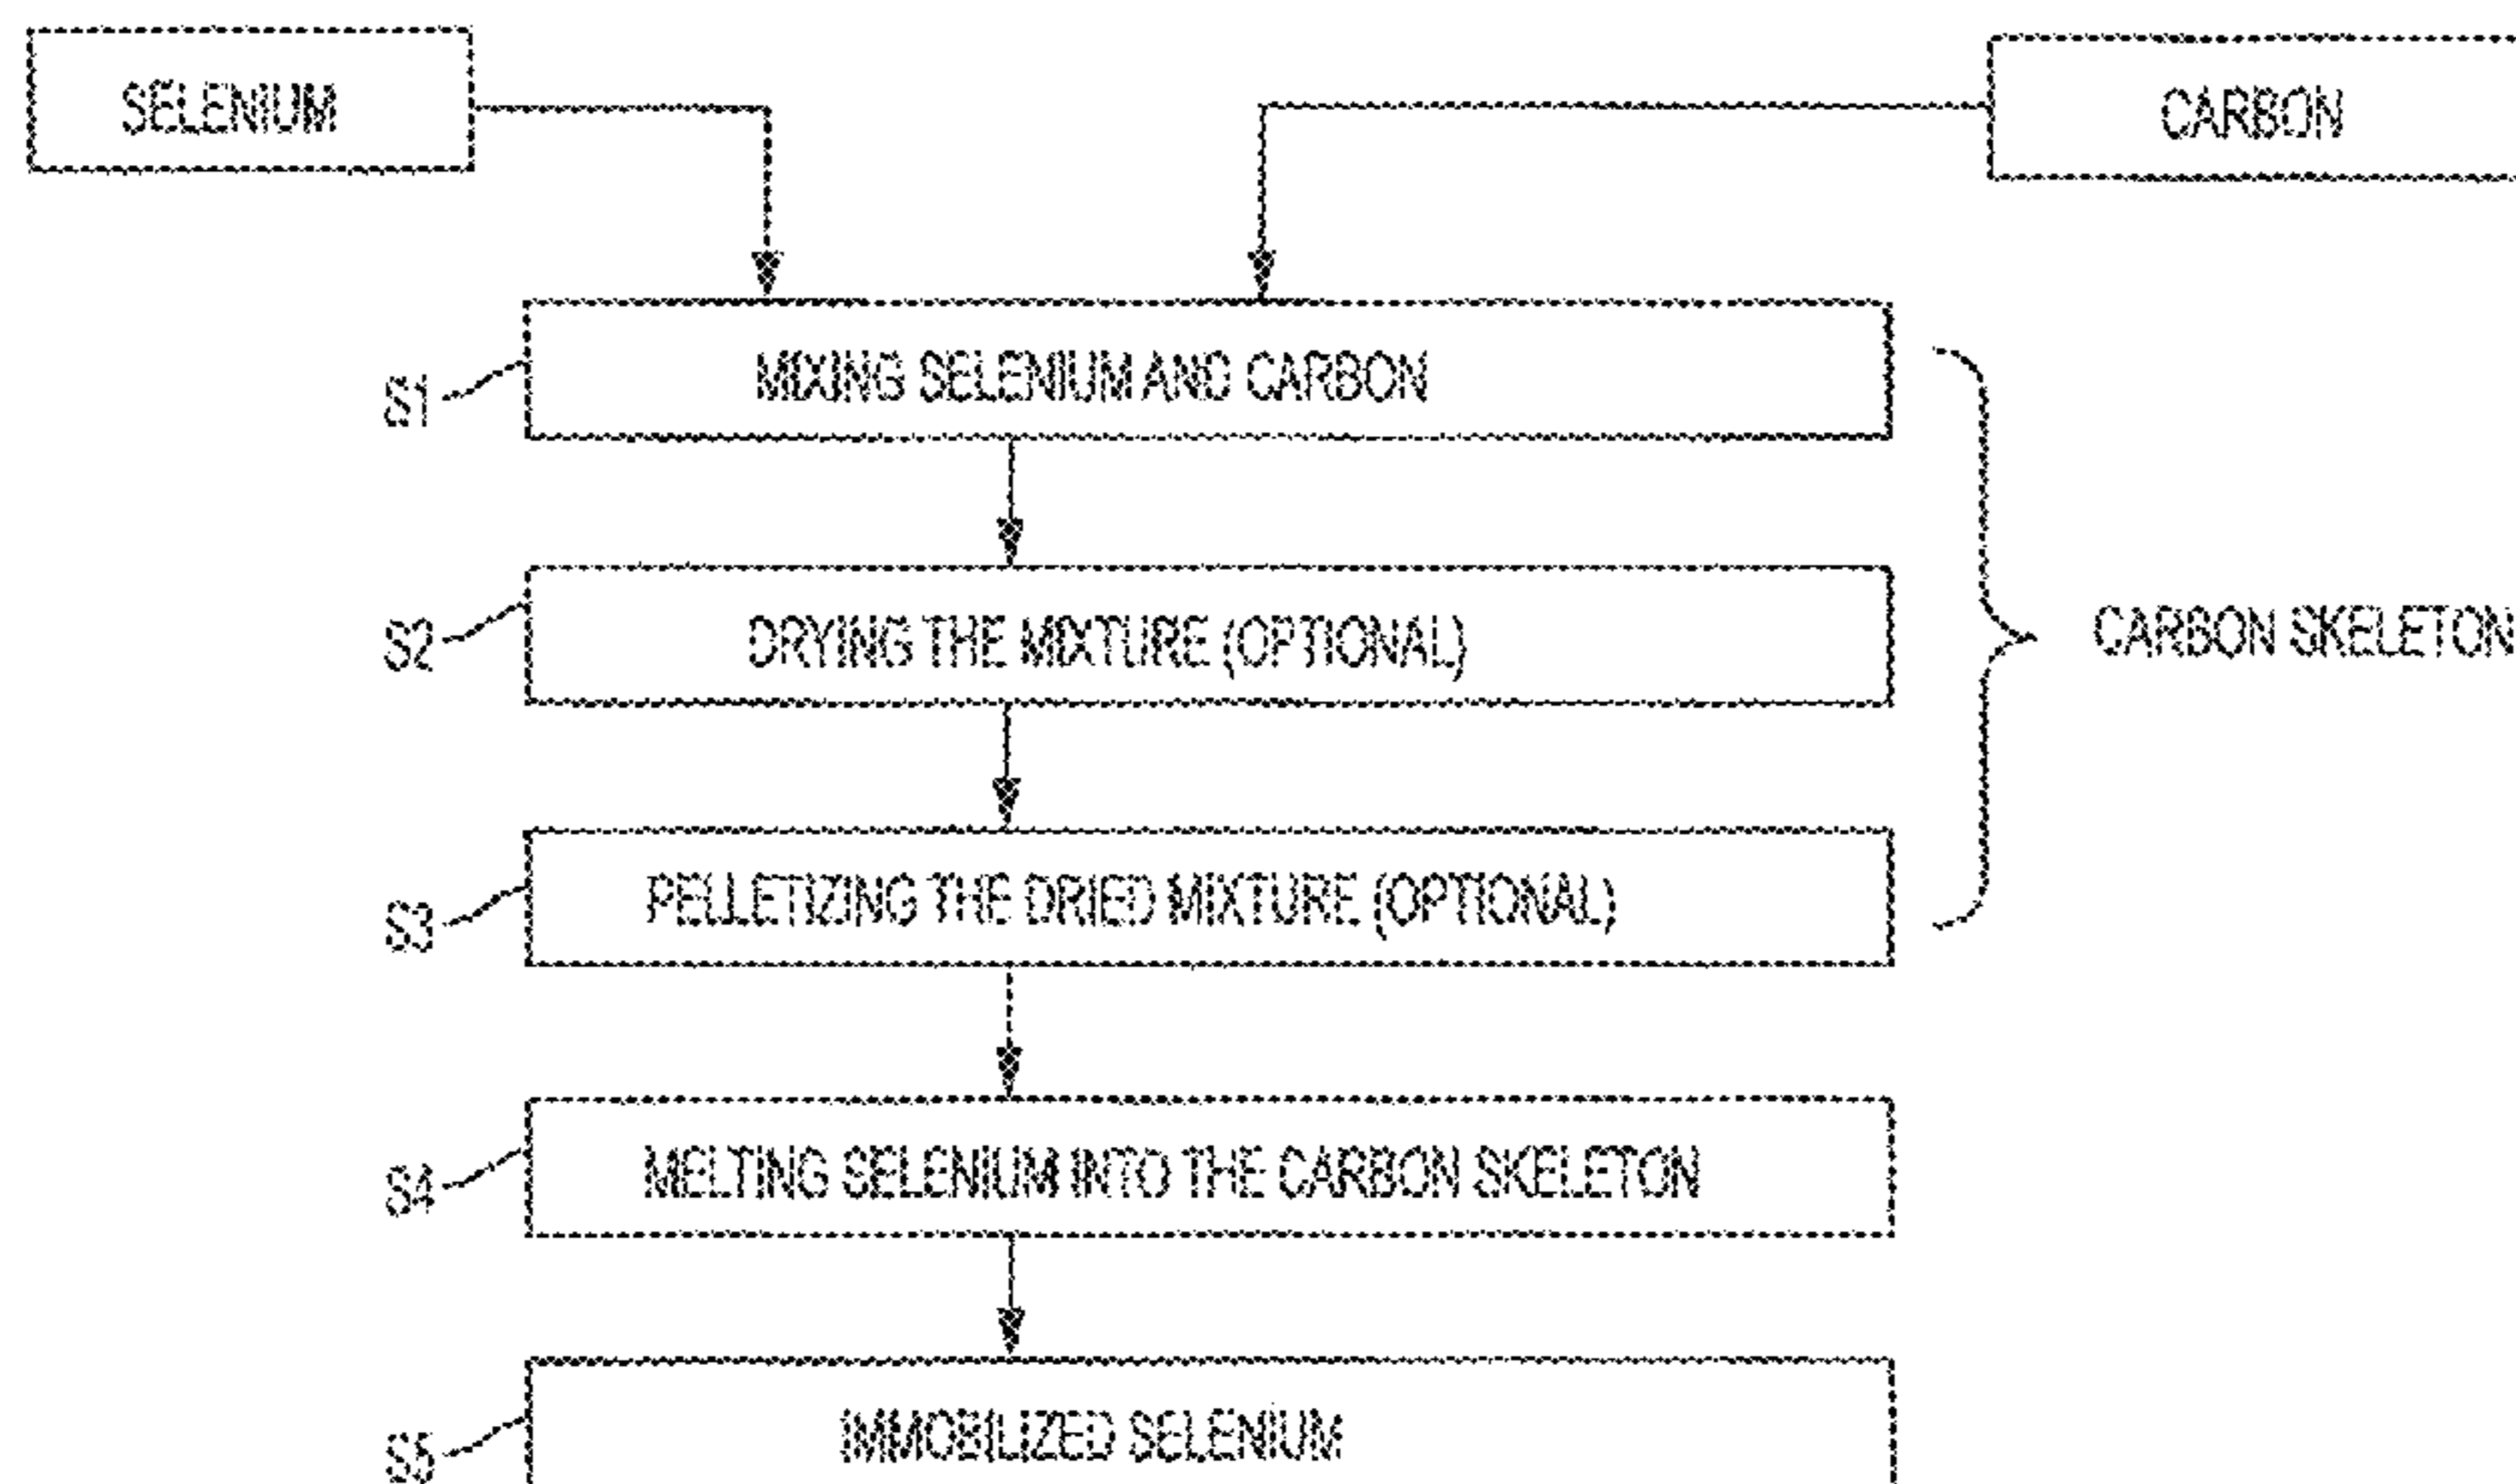 SELENIUM
CARBON
S1
MIXING SELENIUM AND CARBON
S2
DRYING THE MIXTURE (OPTIONAL)
CARBON SKELETON
S3
PELLETIZING THE DRIED MIXTURE (OPTIONAL)
S4
MELTING SELENIUM INTO THE CARBON SKELETON
S5
IMMOBILIZED SELENIUM